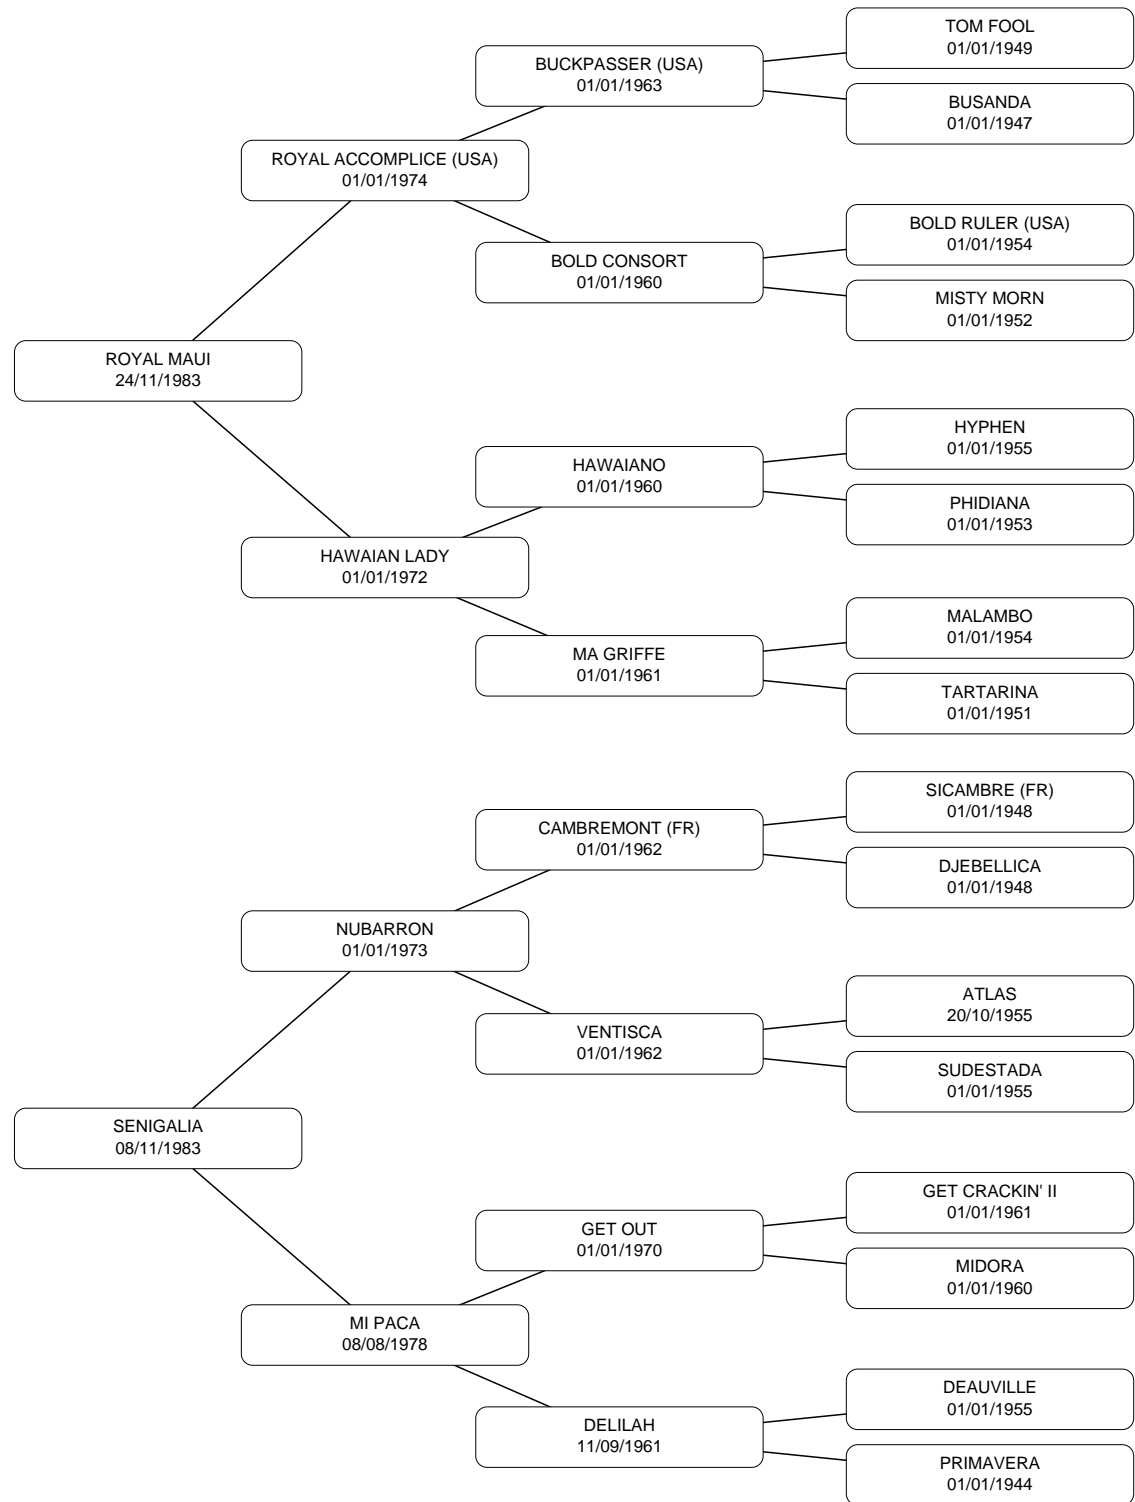 TOM FOOL
01/01/1949
BUCKPASSER (USA)
01/01/1963
BUSANDA
01/01/1947
ROYAL ACCOMPLICE (USA)
01/01/1974
BOLD RULER (USA)
01/01/1954
BOLD CONSORT
01/01/1960
MISTY MORN
01/01/1952
ROYAL MAUI
24/11/1983
HYPHEN
01/01/1955
HAWAIANO
01/01/1960
PHIDIANA
01/01/1953
HAWAIAN LADY
01/01/1972
MALAMBO
01/01/1954
MA GRIFFE
01/01/1961
TARTARINA
01/01/1951
SICAMBRE (FR)
01/01/1948
CAMBREMONT (FR)
01/01/1962
DJEBELLICA
01/01/1948
NUBARRON
01/01/1973
ATLAS
20/10/1955
VENTISCA
01/01/1962
SUDESTADA
01/01/1955
SENIGALIA
08/11/1983
GET CRACKIN' II
01/01/1961
GET OUT
01/01/1970
MIDORA
01/01/1960
MI PACA
08/08/1978
DEAUVILLE
01/01/1955
DELILAH
11/09/1961
PRIMAVERA
01/01/1944